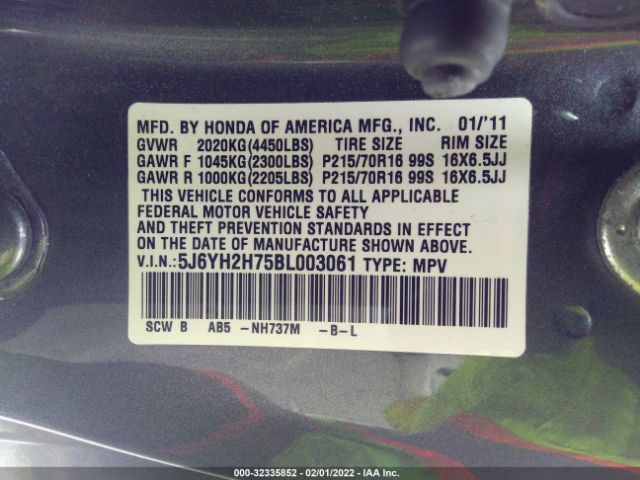 MFD. BY HONDA OF AMERICA MFG., INC. 01/'11
GVWR 2020KG(4450LBS) TIRE SIZE RIM SIZE
GAWR F 1045KG(2300LBS) P215/70R16 99S 16X6.5JJ
GAWR R 1000KG(2205LBS) P215/70R16 99S 16X6.5JJ
THIS VEHICLE CONFORMS TO ALL APPLICABLE
FEDERAL MOTOR VEHICLE SAFETY
AND THEFT PREVENTION STANDARDS IN EFFECT
ON THE DATE OF MANUFACTURE SHOWN ABOVE.
V.I.N.: 5J6YH2H75BL003061 TYPE: MPV
SCW B AB5 -NH737M -B-L
000 - 32335852 - 02/01/2022 - IAA Inc.